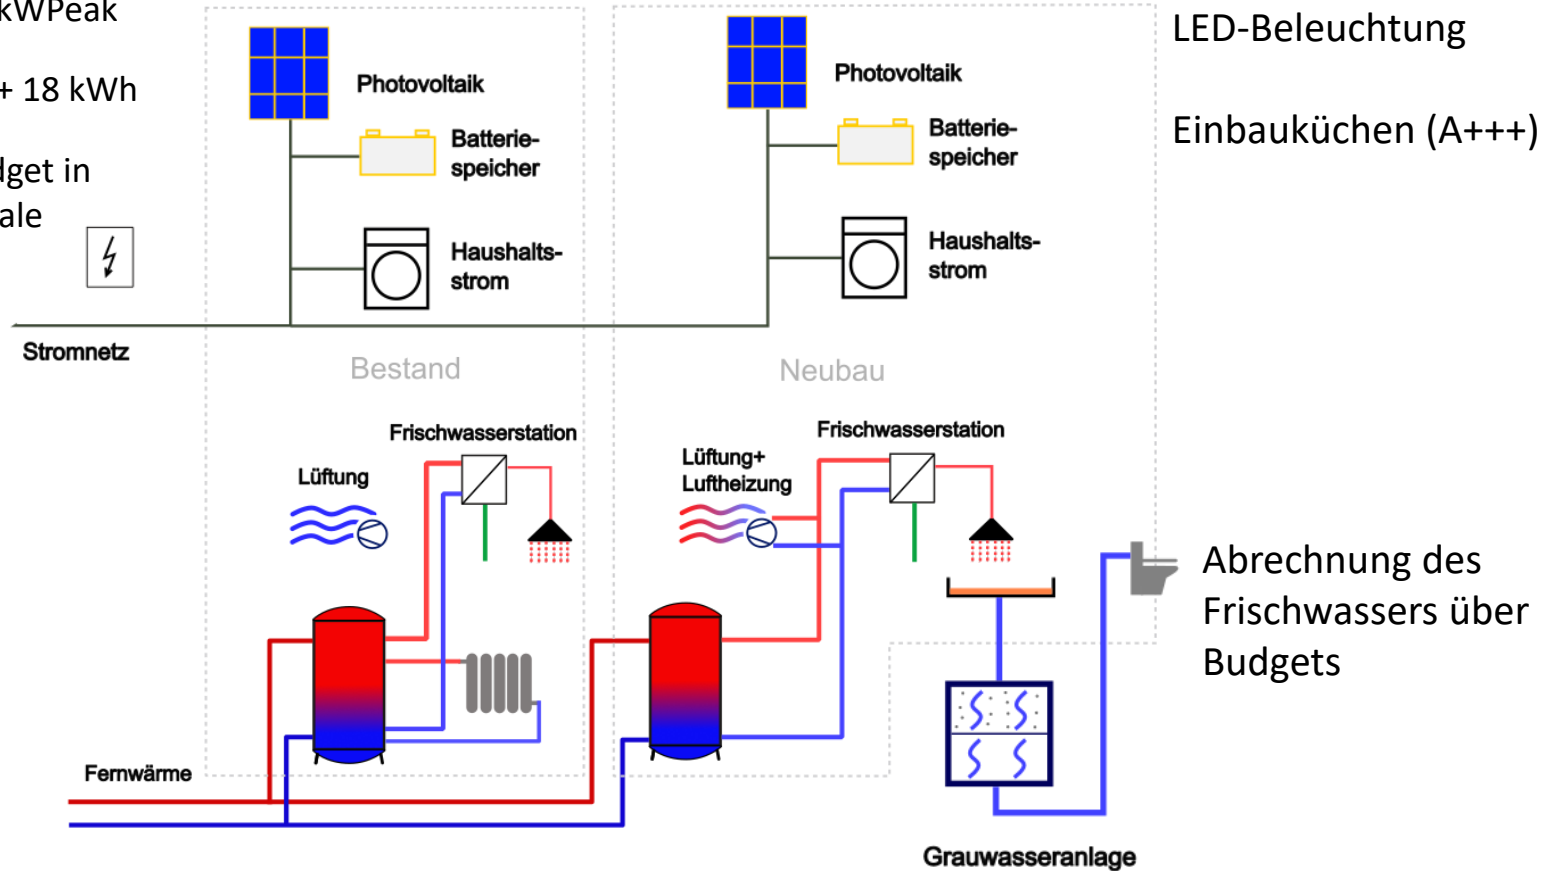 kWPeak
+ 18 kWh
dget in
ale
Photovoltaik
Batterie-
speicher
Haushalts-
strom
Photovoltaik
Batterie-
speicher
Haushalts-
strom
LED-Beleuchtung
Einbauküchen (A+++)
Stromnetz
Bestand
Neubau
Frischwasserstation
Lüftung
Lüftung+
Luftheizung
Frischwasserstation
Abrechnung des
Frischwassers über
Budgets
Fernwärme
Grauwasseranlage